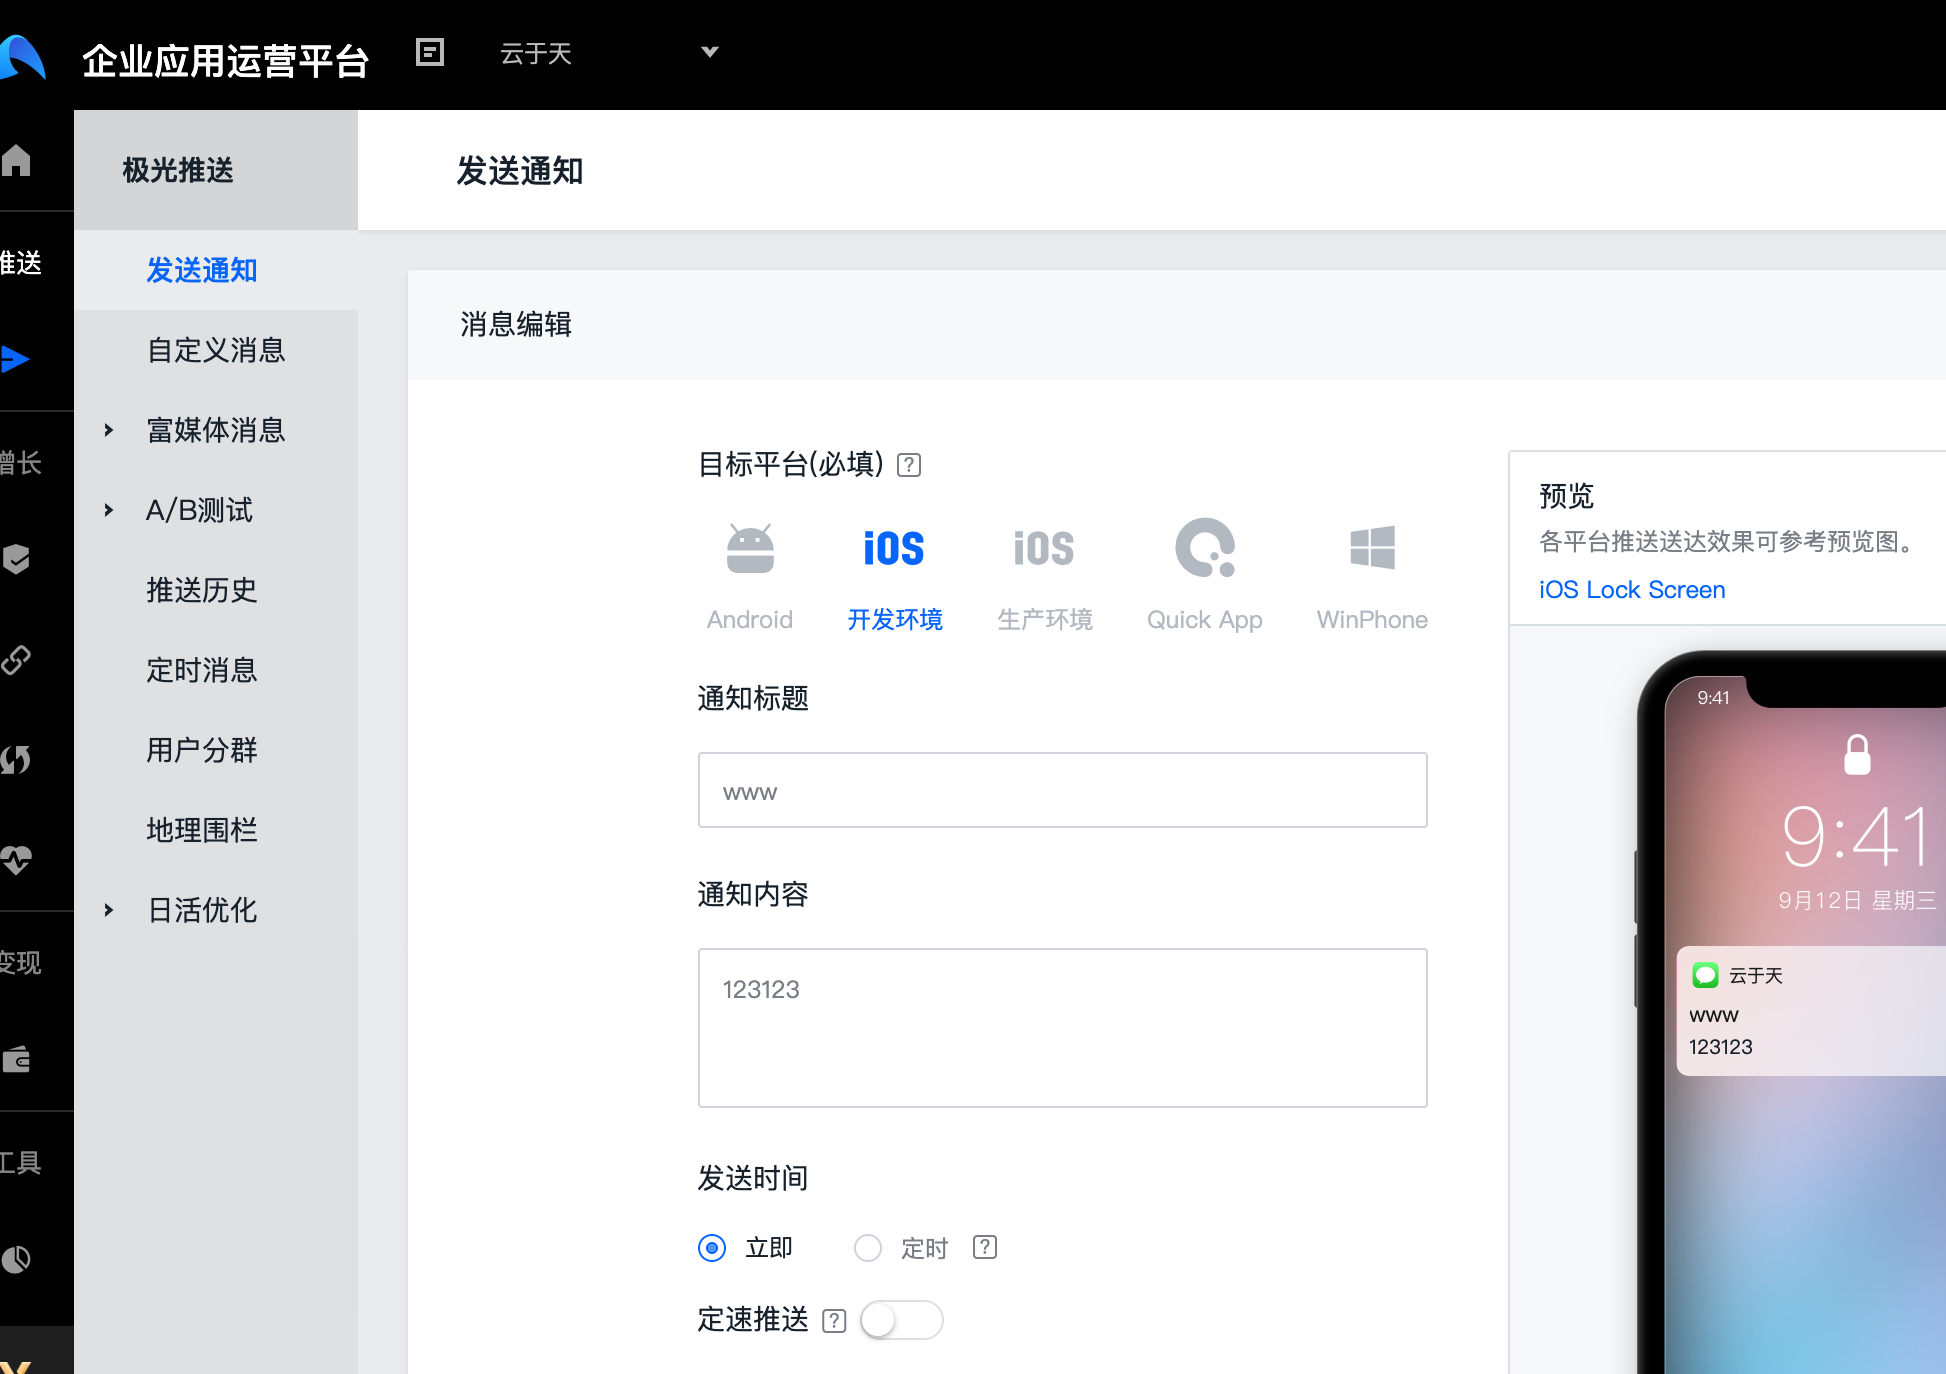 企业应用运营平台
云于天
极光推送
发送通知
推送
发送通知
自定义消息
富媒体消息
A/B测试
推送历史
定时消息
用户分群
地理围栏
日活优化
增长
变现
工具
消息编辑
目标平台(必填) ?
iOS
iOS
Android
开发环境
生产环境
Quick App
WinPhone
通知标题
www
通知内容
123123
发送时间
立即
定时 ?
定速推送 ?
预览
各平台推送送达效果可参考预览图。
iOS Lock Screen
9:41
9:41
9月12日 星期三
云于天
www
123123